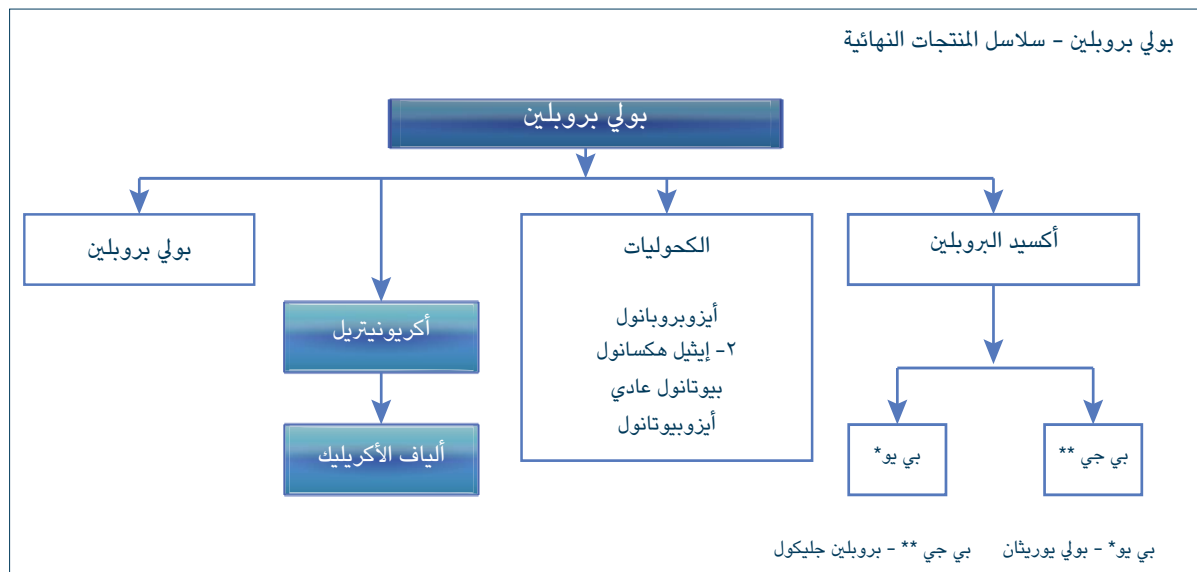 بولي بروبلين - سلاسل المنتجات النهائية
بولي بروبلين
أكسيد البروبلين
الكحوليات
أيزوبروبانول
٢- إيثيل هكسانول
بيوتانول عادي
أيزوبيوتانول
بولي بروبلين
أكريونيتريل
ألياف الأكريليك
بي جي **
بي يو*
بي يو* - بولي يوريثان بي جي ** - بروبلين جليكول